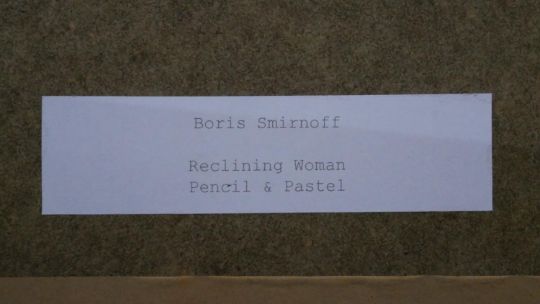 Boris Smirnoff
Reclining Woman
Pencil & Pastel